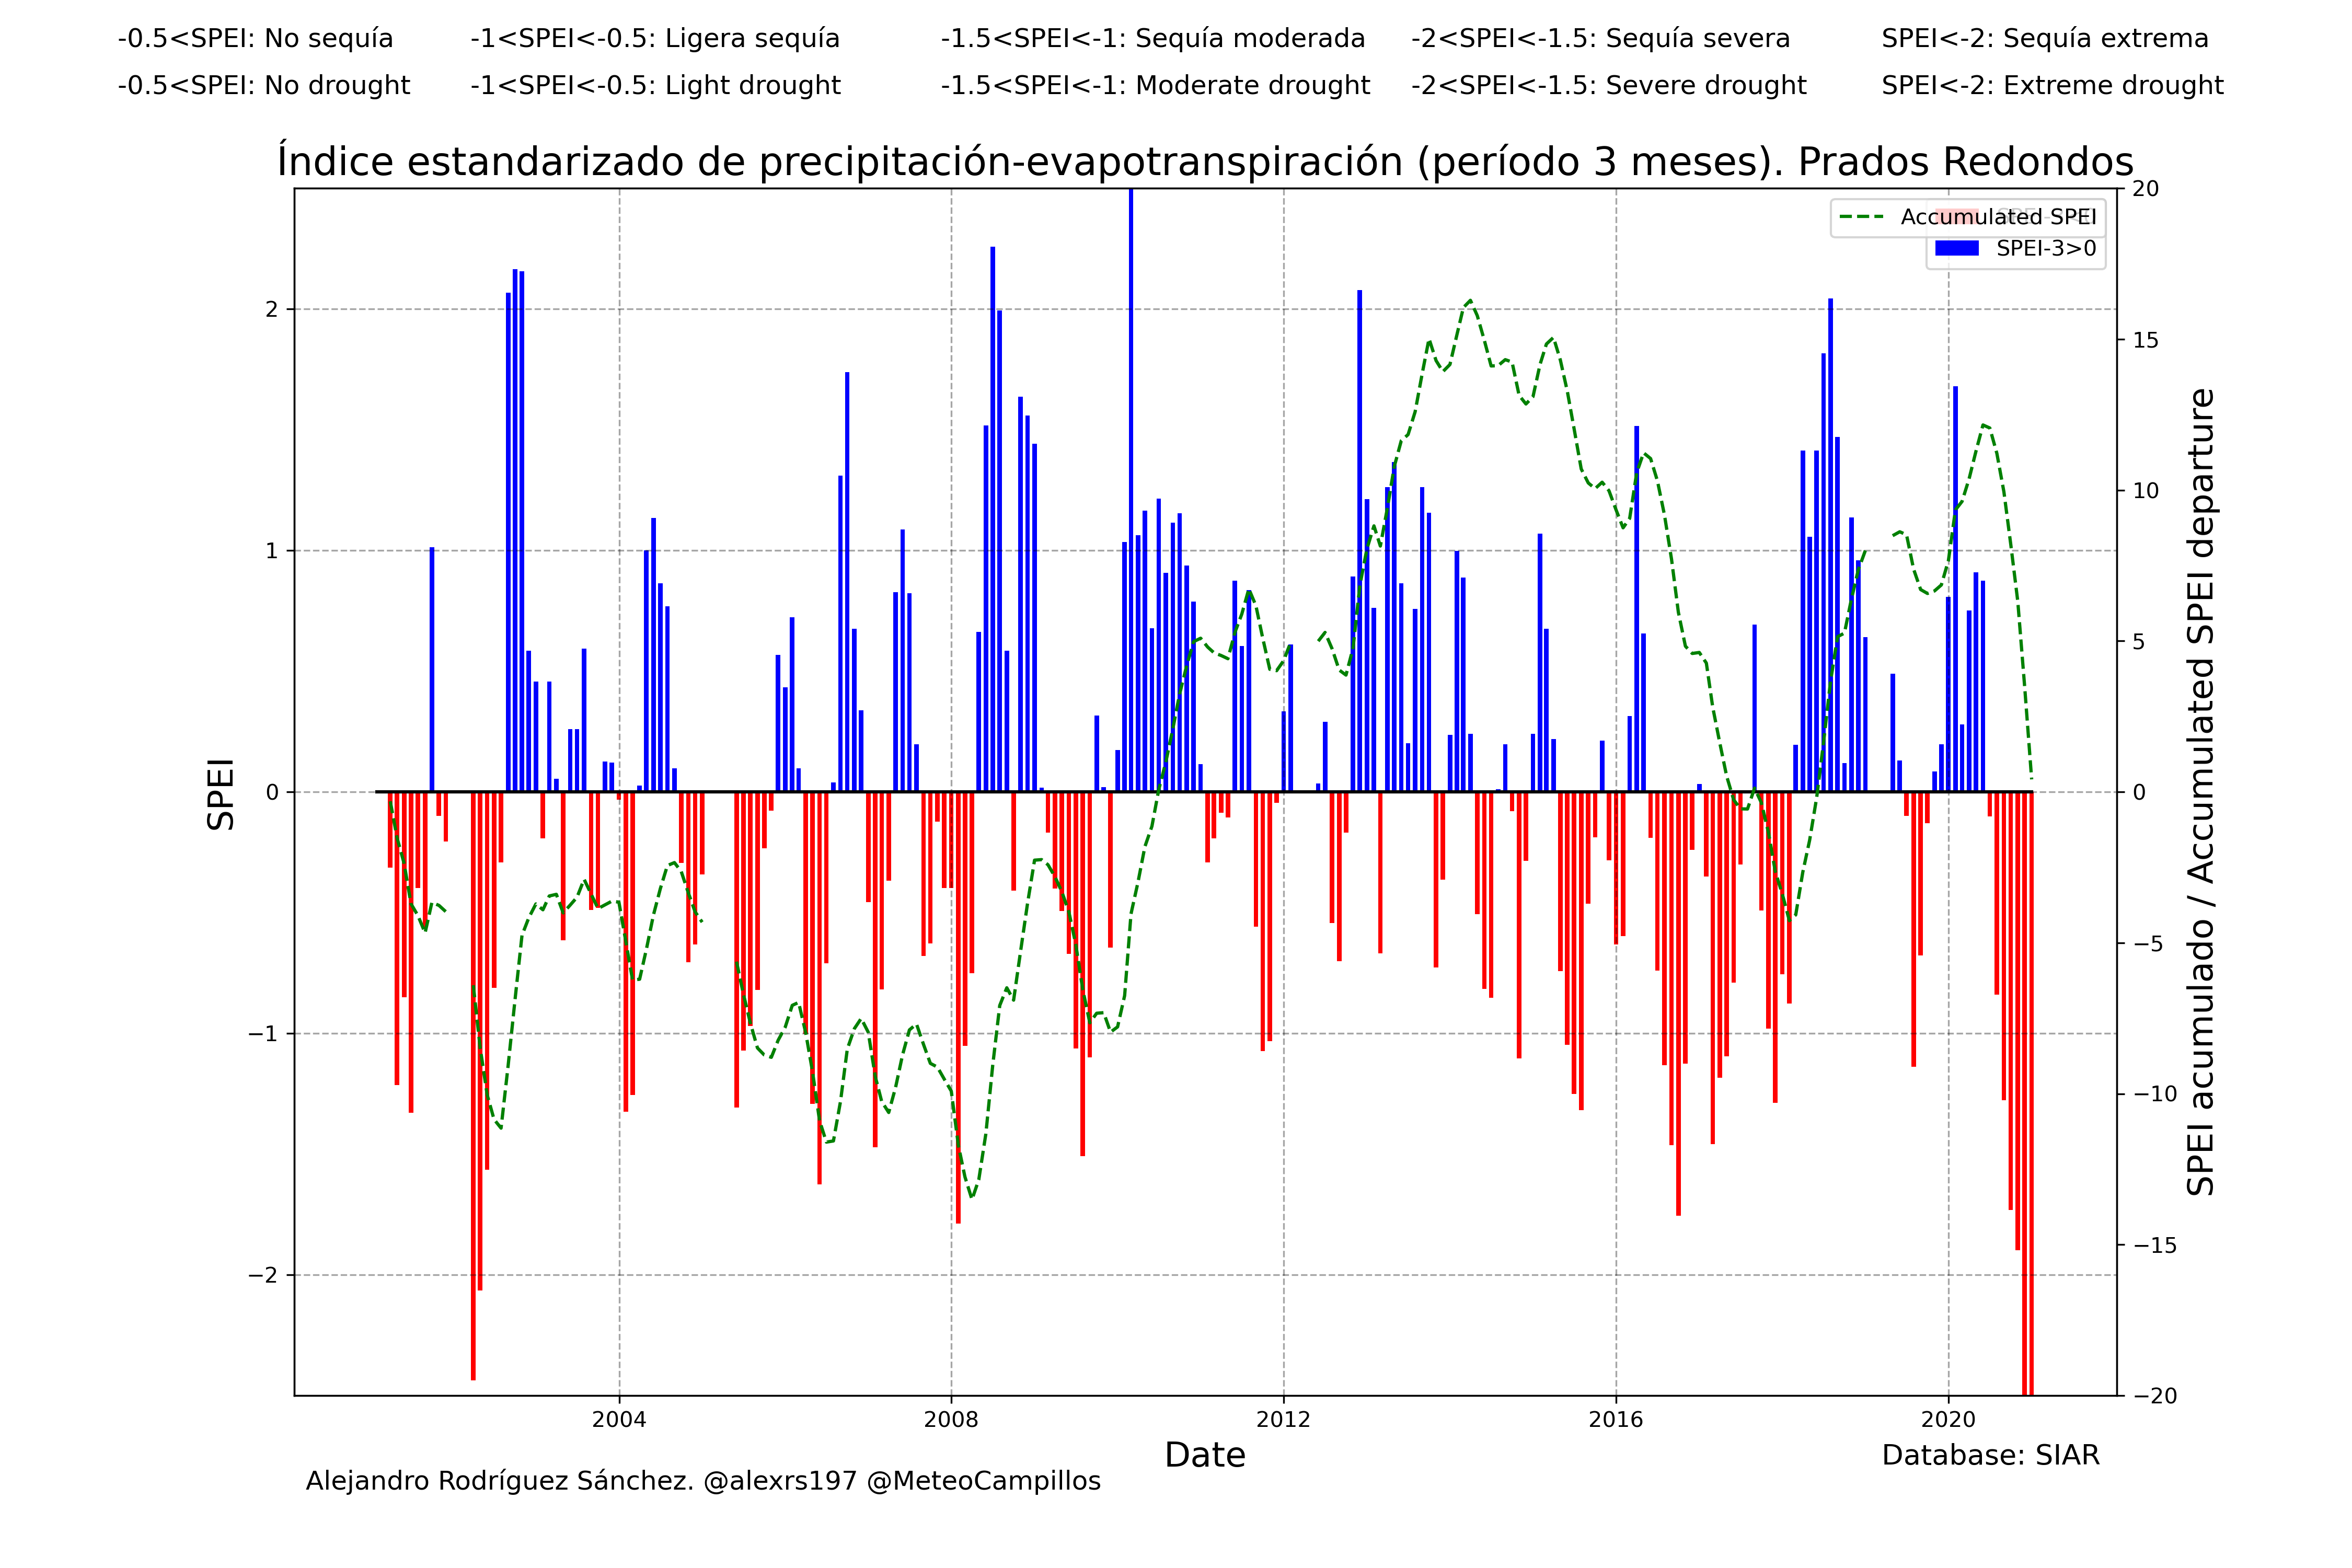 -0.5<SPEI: No sequía -1<SPEI<-0.5: Ligera sequía -1.5<SPEI<-1: Sequía moderada -2<SPEI<-1.5: Sequía severa SPEI<-2: Sequía extrema
-0.5<SPEI: No drought -1<SPEI<-0.5: Light drought -1.5<SPEI<-1: Moderate drought -2<SPEI<-1.5: Severe drought SPEI<-2: Extreme drought
Índice estandarizado de precipitación-evapotranspiración (período 3 meses). Prados Redondos
Accumulated SPEI
SPEI-3>0
SPEI
2
1
0
−1
−2
20
15
10
5
0
−5
−10
−15
−20
SPEI acumulado / Accumulated SPEI departure
2004 2008 2012 2016 2020
Date
Database: SIAR
Alejandro Rodríguez Sánchez. @alexrs197 @MeteoCampillos